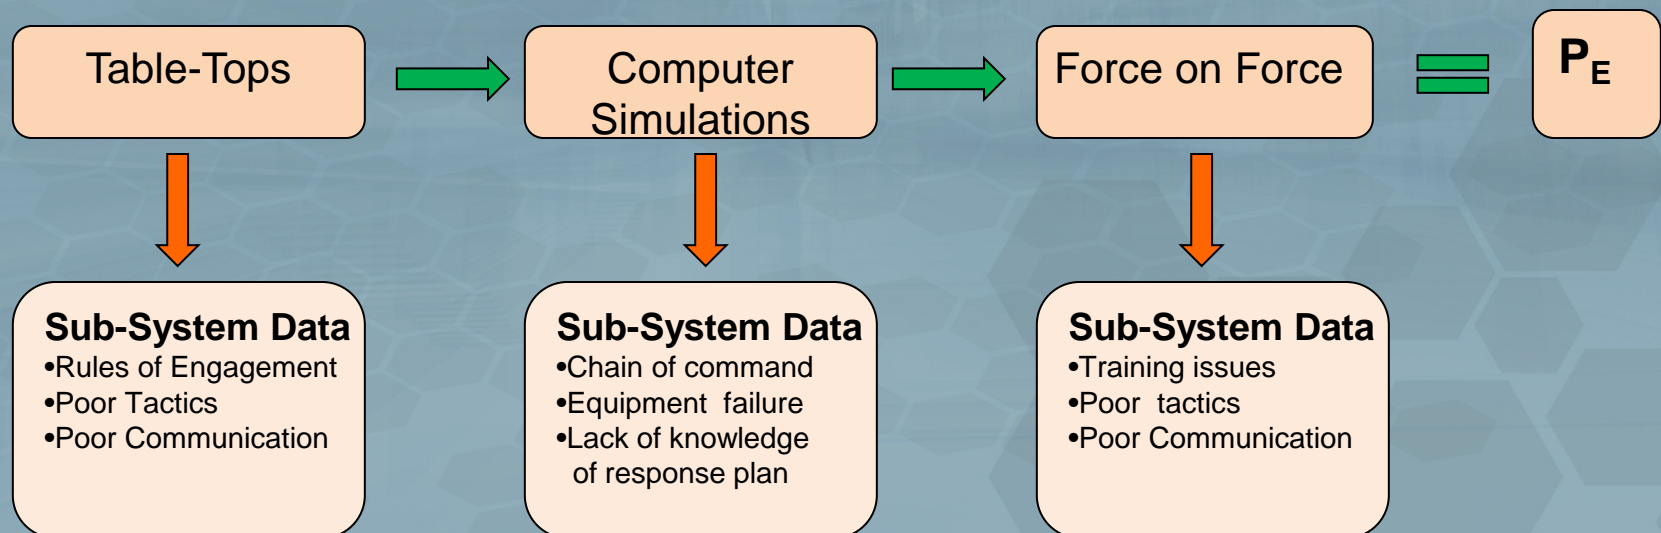 Table-Tops
Computer
Simulations
Force on Force
PE
Sub-System Data
•Rules of Engagement
•Poor Tactics
•Poor Communication
Sub-System Data
•Chain of command
•Equipment  failure
•Lack of knowledge
of response plan
Sub-System Data
•Training issues
•Poor  tactics
•Poor Communication